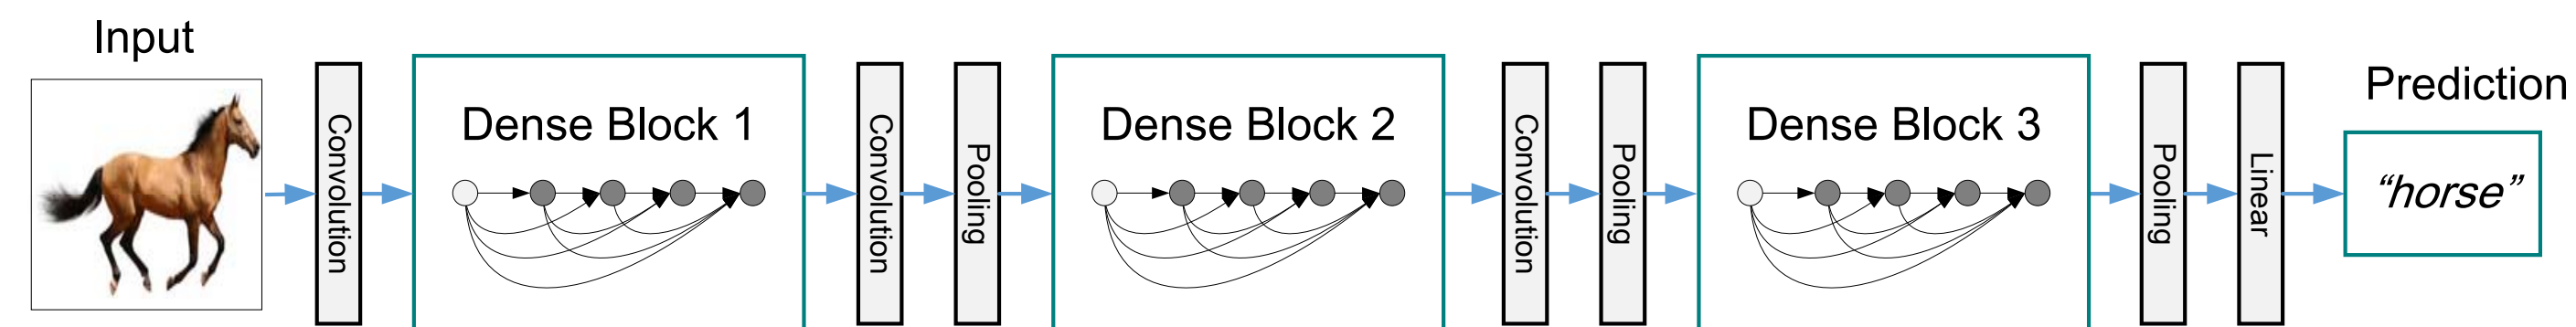 Input
Convolution
Dense Block 1
Convolution
Pooling
Dense Block 2
Convolution
Pooling
Dense Block 3
Pooling
Linear
Prediction
“horse”